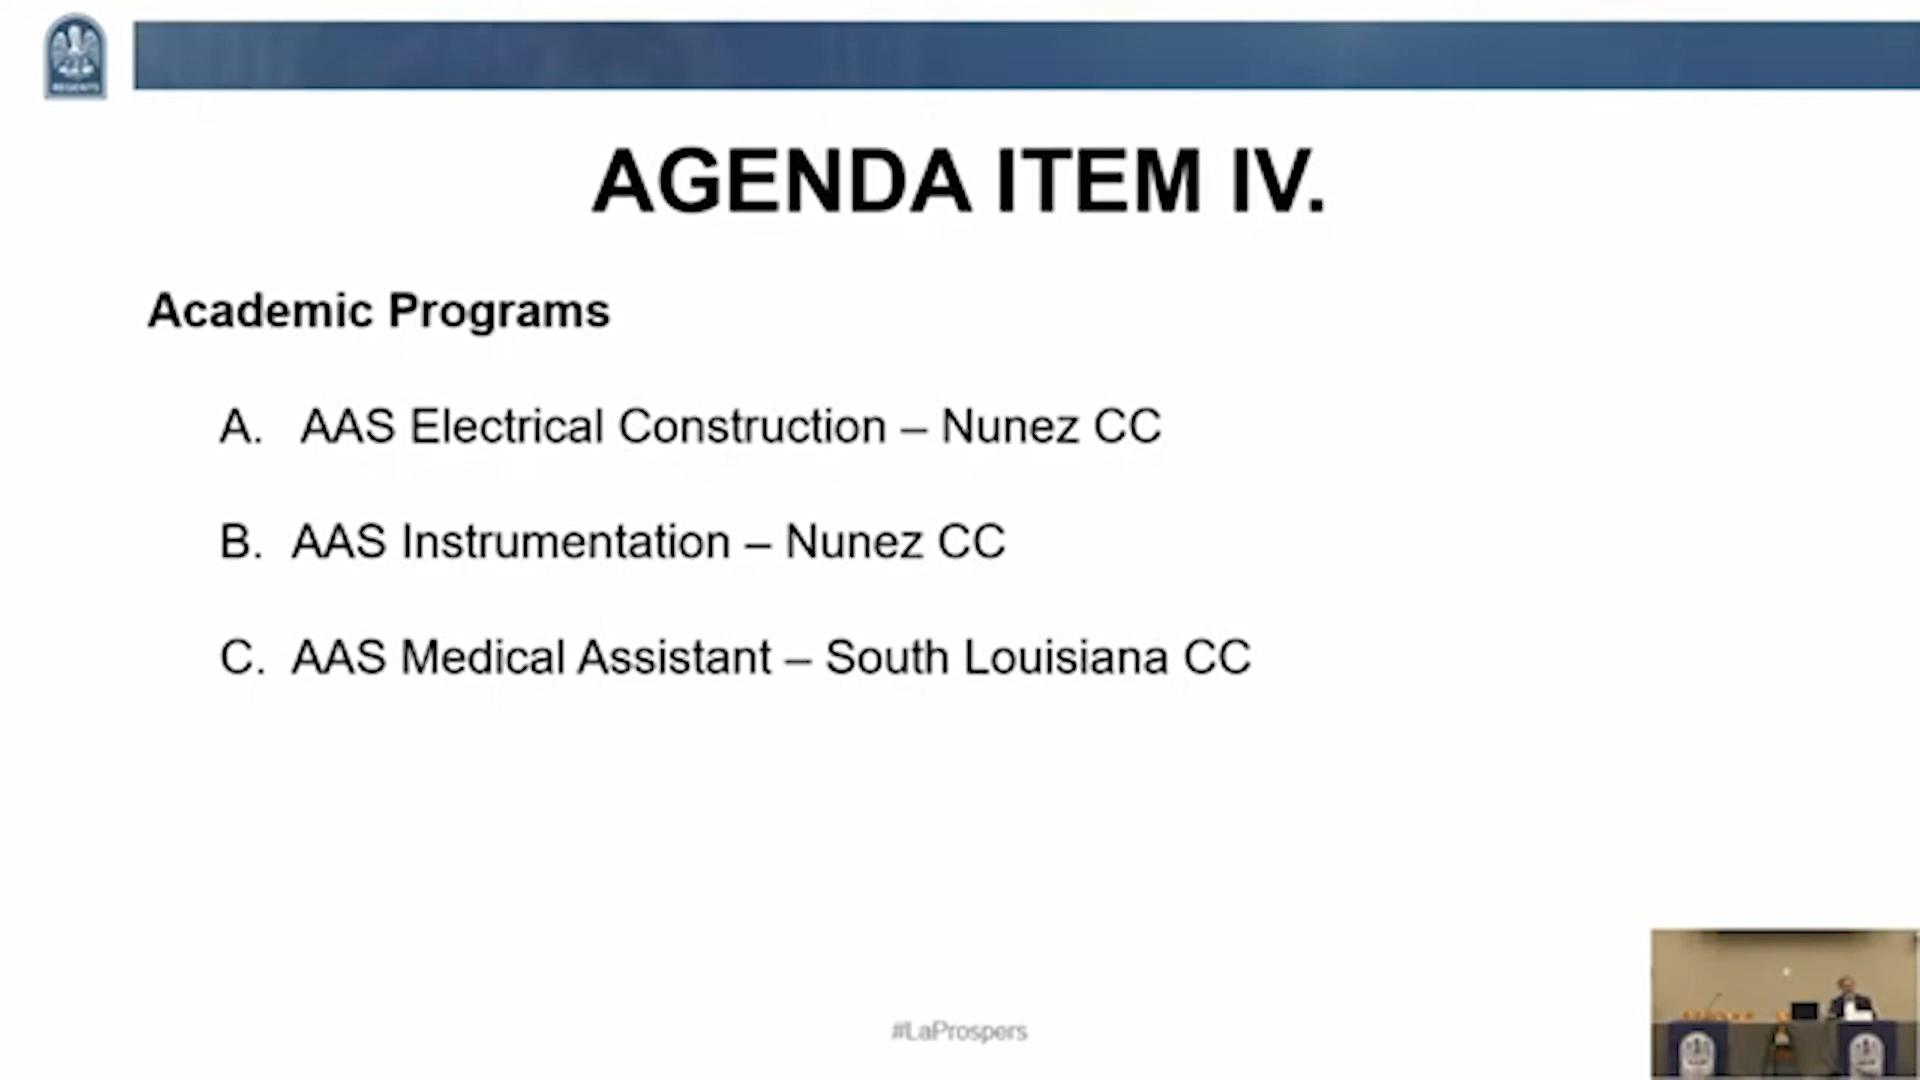 REGENTS
AGENDA ITEM IV.
Academic Programs
A. AAS Electrical Construction – Nunez CC
B. AAS Instrumentation – Nunez CC
C. AAS Medical Assistant – South Louisiana CC
#LaProspers